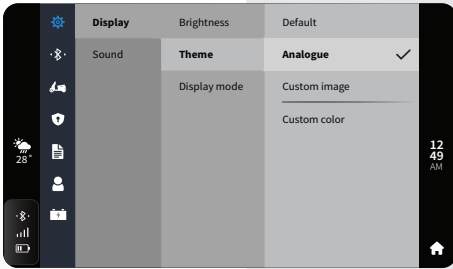 Display
Sound
Brightness
Theme
Display mode
Default
Analogue
Custom image
Custom color
28°
12
49
AM